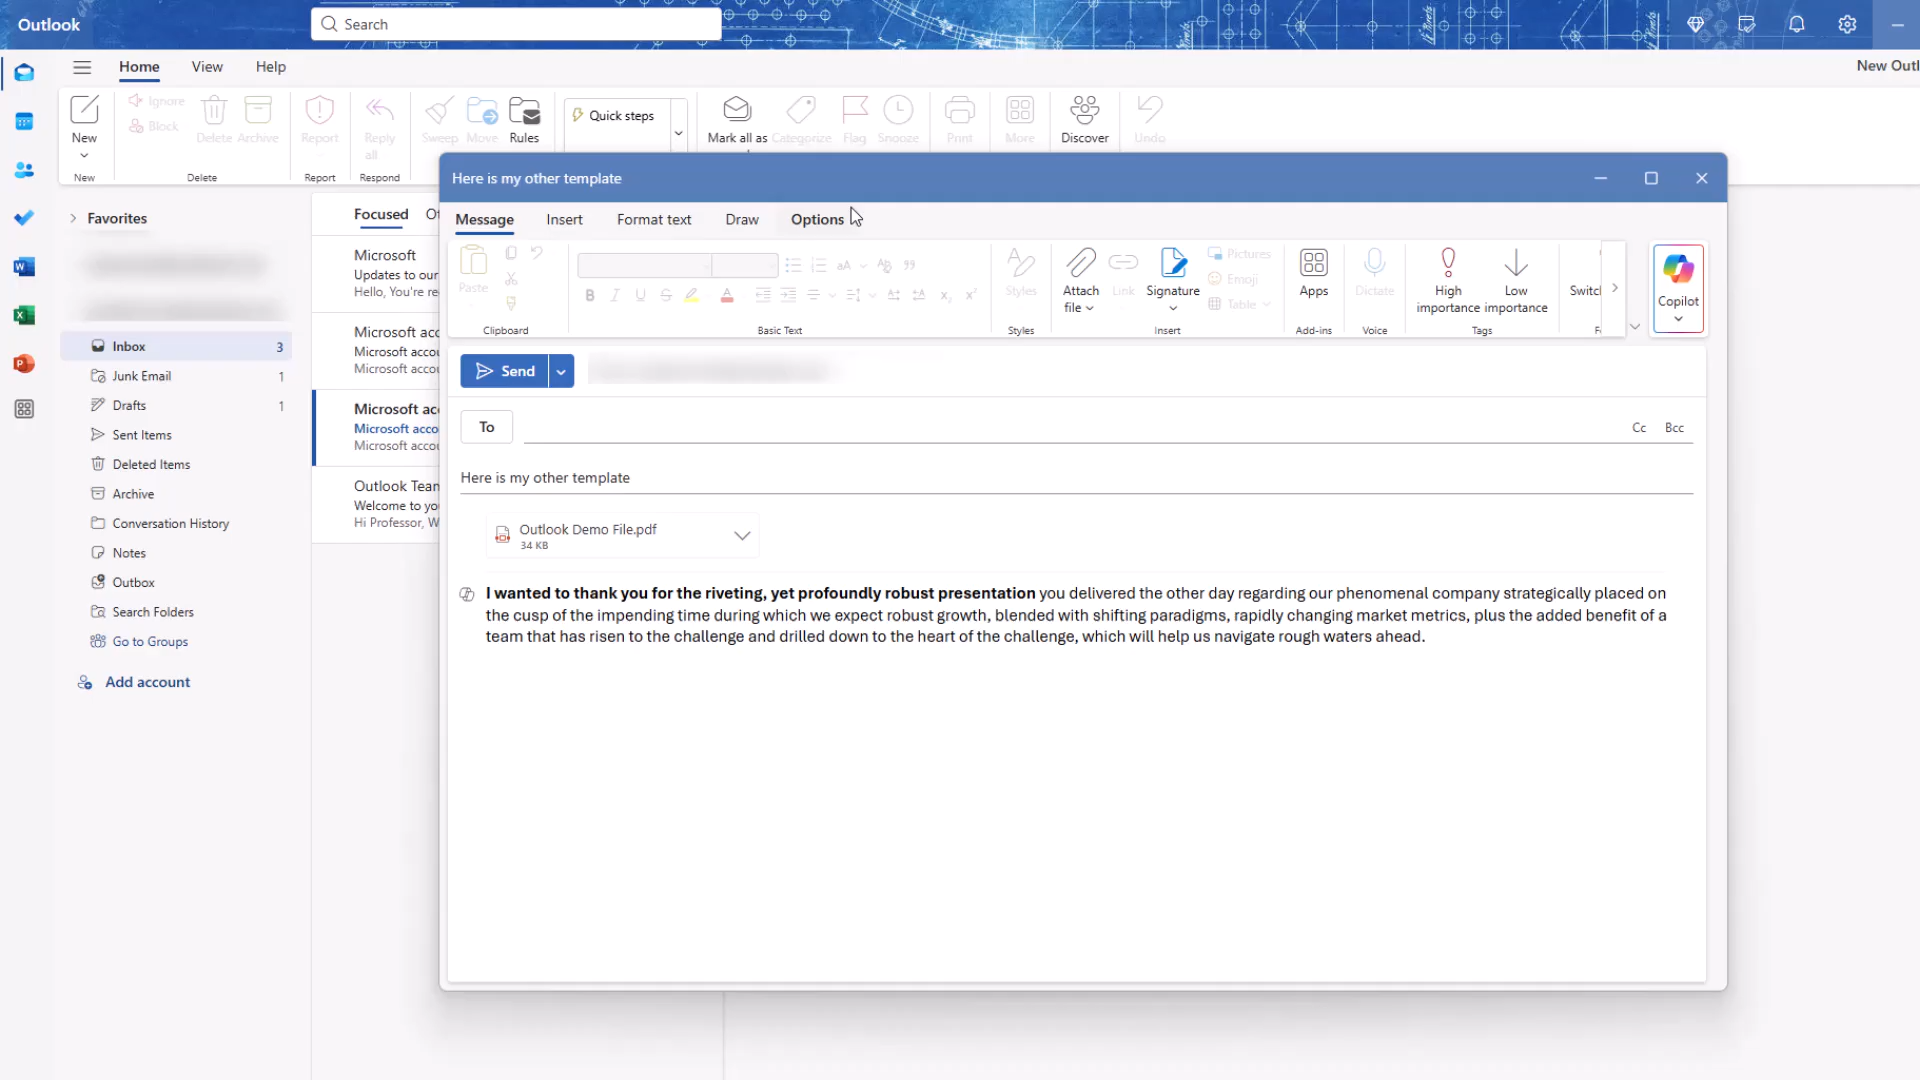 Outlook
Search
Home View Help
New Outl
New
Ignore
Block
Delete
Archive
Report
Reply all
Sweep
Move
Rules
Quick steps
Mark all as
Categorize
Flag
Snooze
Print
More
Discover
Undo
New
Delete
Report
Respond
Favorites
Inbox 3
Junk Email 1
Drafts 1
Sent Items
Deleted Items
Archive
Conversation History
Notes
Outbox
Search Folders
Go to Groups
Add account
Focused
Microsoft
Updates to our
Hello, You're re
Microsoft acc
Microsoft accou
Microsoft accou
Microsoft ac
Microsoft acco
Microsoft accou
Outlook Tean
Welcome to yo
Hi Professor, W
Here is my other template
Message Insert Format text Draw Options
Paste
Clipboard
Basic Text
Styles
Styles
Attach file
Link
Signature
Pictures
Emoji
Table
Insert
Apps
Add-ins
Dictate
Voice
High importance
Low importance
Tags
Switc
Copilot
Send
To
Cc Bcc
Here is my other template
Outlook Demo File.pdf
34 KB
I wanted to thank you for the riveting, yet profoundly robust presentation you delivered the other day regarding our phenomenal company strategically placed on
the cusp of the impending time during which we expect robust growth, blended with shifting paradigms, rapidly changing market metrics, plus the added benefit of a
team that has risen to the challenge and drilled down to the heart of the challenge, which will help us navigate rough waters ahead.